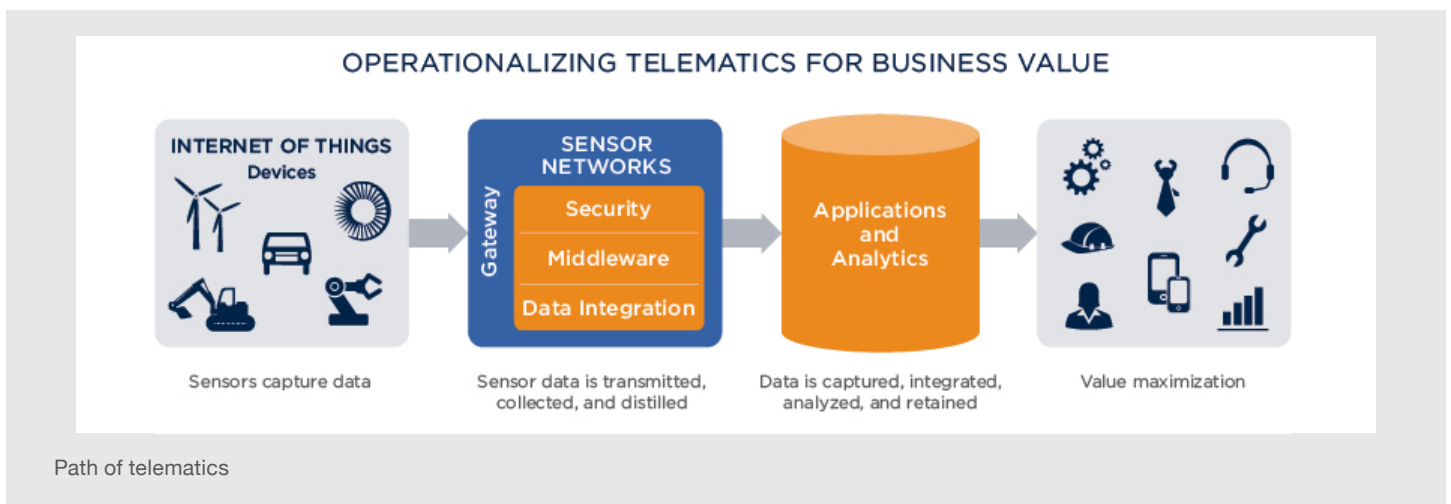 OPERATIONALIZING TELEMATICS FOR BUSINESS VALUE
INTERNET OF THINGS
Devices
Gateway
SENSOR
NETWORKS
Security
Middleware
Data Integration
Applications
and
Analytics
Sensors capture data
Sensor data is transmitted,
collected, and distilled
Data is captured, integrated,
analyzed, and retained
Value maximization
Path of telematics